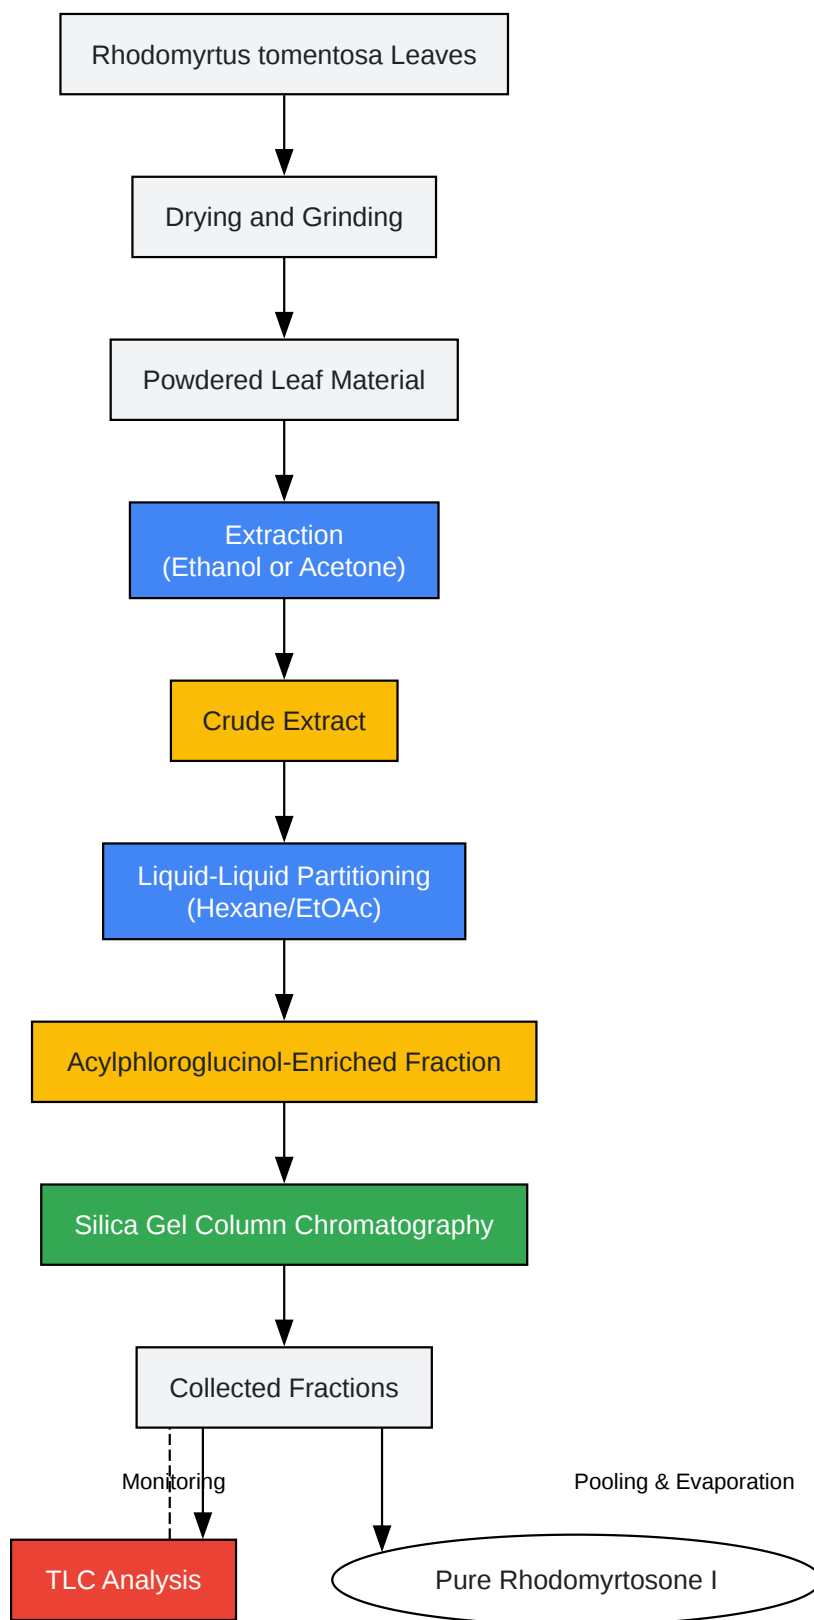 Rhodomyrtus tomentosa Leaves
Drying and Grinding
Powdered Leaf Material
Extraction
(Ethanol or Acetone)
Crude Extract
Liquid-Liquid Partitioning
(Hexane/EtOAc)
Acylphloroglucinol-Enriched Fraction
Silica Gel Column Chromatography
Collected Fractions
Monitoring
Pooling & Evaporation
TLC Analysis
Pure Rhodomyrtosone I